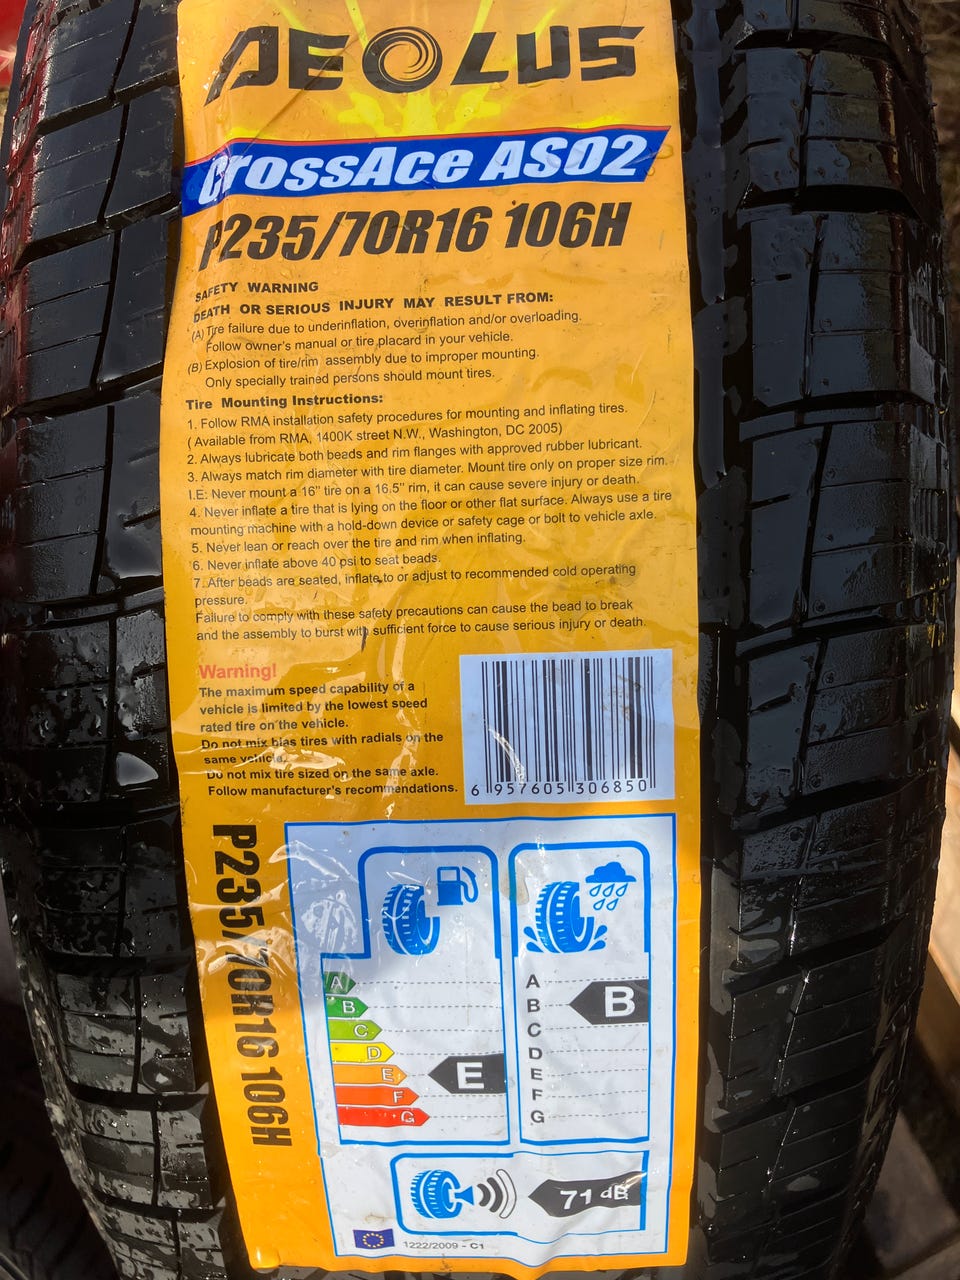 AEOLUS
CrossAce AS02
P235/70R16 106H
SAFETY WARNING
DEATH OR SERIOUS INJURY MAY RESULT FROM:
(A) Tire failure due to underinflation, overinflation and/or overloading.
Follow owner's manual or tire placard in your vehicle.
(B) Explosion of tire/rim assembly due to improper mounting.
Only specially trained persons should mount tires.
Tire Mounting Instructions:
1. Follow RMA installation safety procedures for mounting and inflating tires.
( Available from RMA, 1400K street N.W., Washington, DC 2005)
2. Always lubricate both beads and rim flanges with approved rubber lubricant.
3. Always match rim diameter with tire diameter. Mount tire only on proper size rim.
I.E: Never mount a 16" tire on a 16.5" rim, it can cause severe injury or death.
4. Never inflate a tire that is lying on the floor or other flat surface. Always use a tire
mounting machine with a hold-down device or safety cage or bolt to vehicle axle.
5. Never lean or reach over the tire and rim when inflating.
6. Never inflate above 40 psi to seat beads.
7. After beads are seated, inflate to or adjust to recommended cold operating
pressure.
Failure to comply with these safety precautions can cause the bead to break
and the assembly to burst with sufficient force to cause serious injury or death.
Warning!
The maximum speed capability of a
vehicle is limited by the lowest speed
rated tire on the vehicle.
Do not mix bias tires with radials on the
same vehicle.
Do not mix tire sized on the same axle.
Follow manufacturer's recommendations.
6 957605 306850
P235/70R16 106H
A
B
C
D
E
F
G
E
A
B
C
D
E
F
G
B
71 dB
1222/2009 - C1